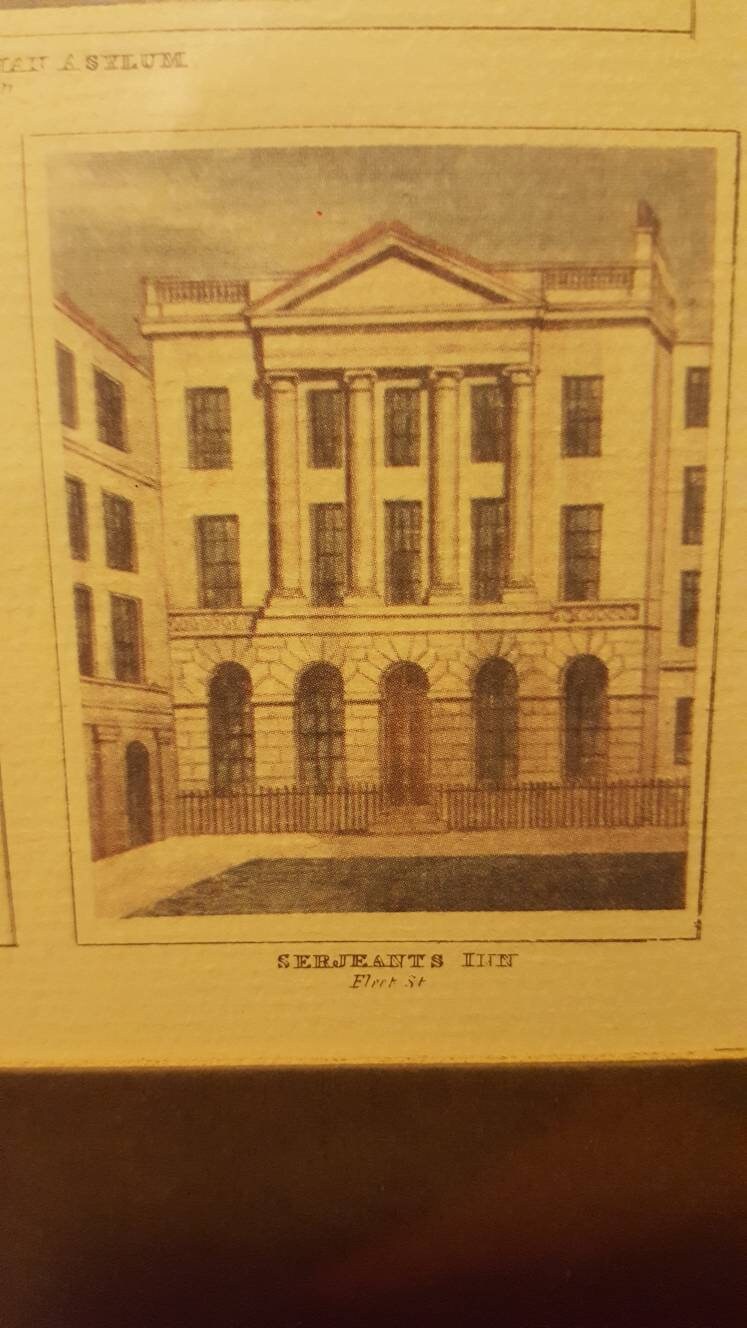 ASYLUM
SERJEANTS INN
Fleet St